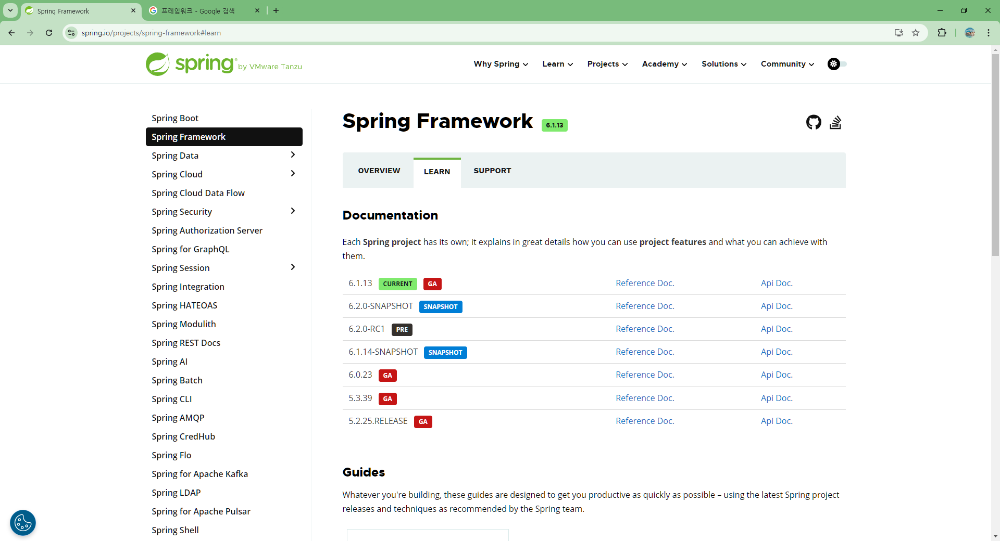 Spring Framework
프레임워크 - Google 검색
spring.io/projects/spring-framework#learn
spring by VMware Tanzu
Why Spring
Learn
Projects
Academy
Solutions
Community
Spring Boot
Spring Framework
Spring Data
Spring Cloud
Spring Cloud Data Flow
Spring Security
Spring Authorization Server
Spring for GraphQL
Spring Session
Spring Integration
Spring HATEOAS
Spring Modulith
Spring REST Docs
Spring AI
Spring Batch
Spring CLI
Spring AMQP
Spring CredHub
Spring Flo
Spring for Apache Kafka
Spring LDAP
Spring for Apache Pulsar
Spring Shell
Spring Framework 6.1.13
OVERVIEW LEARN SUPPORT
Documentation
Each Spring project has its own; it explains in great details how you can use project features and what you can achieve with
them.
6.1.13 CURRENT GA Reference Doc. Api Doc.
6.2.0-SNAPSHOT SNAPSHOT Reference Doc. Api Doc.
6.2.0-RC1 PRE Reference Doc. Api Doc.
6.1.14-SNAPSHOT SNAPSHOT Reference Doc. Api Doc.
6.0.23 GA Reference Doc. Api Doc.
5.3.39 GA Reference Doc. Api Doc.
5.2.25.RELEASE GA Reference Doc. Api Doc.
Guides
Whatever you're building, these guides are designed to get you productive as quickly as possible – using the latest Spring project
releases and techniques as recommended by the Spring team.